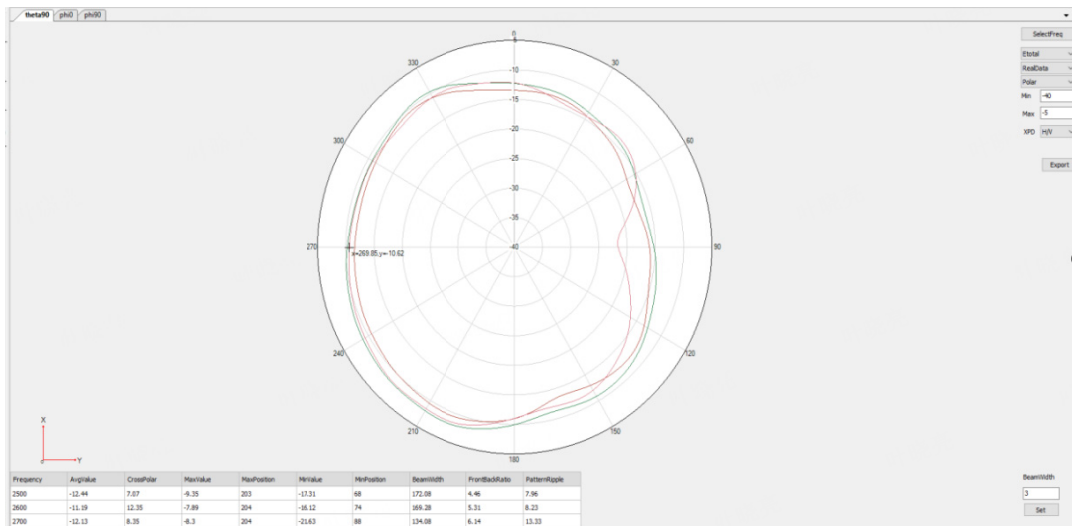 theta90 phi0 phi90
SelectFreq
Etotal
RealData
Polar
Min -40
Max -5
XPD H/V
Export
0
30
60
90
120
150
180
210
240
270
300
330
-10
-15
-20
-25
-30
-35
-40
x=269.85;y=-10.62
X
Y
Frequency AvgValue CrossPolar MaxValue MaxPosition MinValue MinPosition BeamWidth FrontBackRatio PatternRipple
2500 -12.44 7.07 -9.35 203 -17.31 68 172.08 4.46 7.96
2600 -11.19 12.35 -7.89 204 -16.12 74 169.28 5.31 8.23
2700 -12.13 8.35 -8.3 204 -2163 88 134.08 6.14 13.33
BeamWidth
3
Set